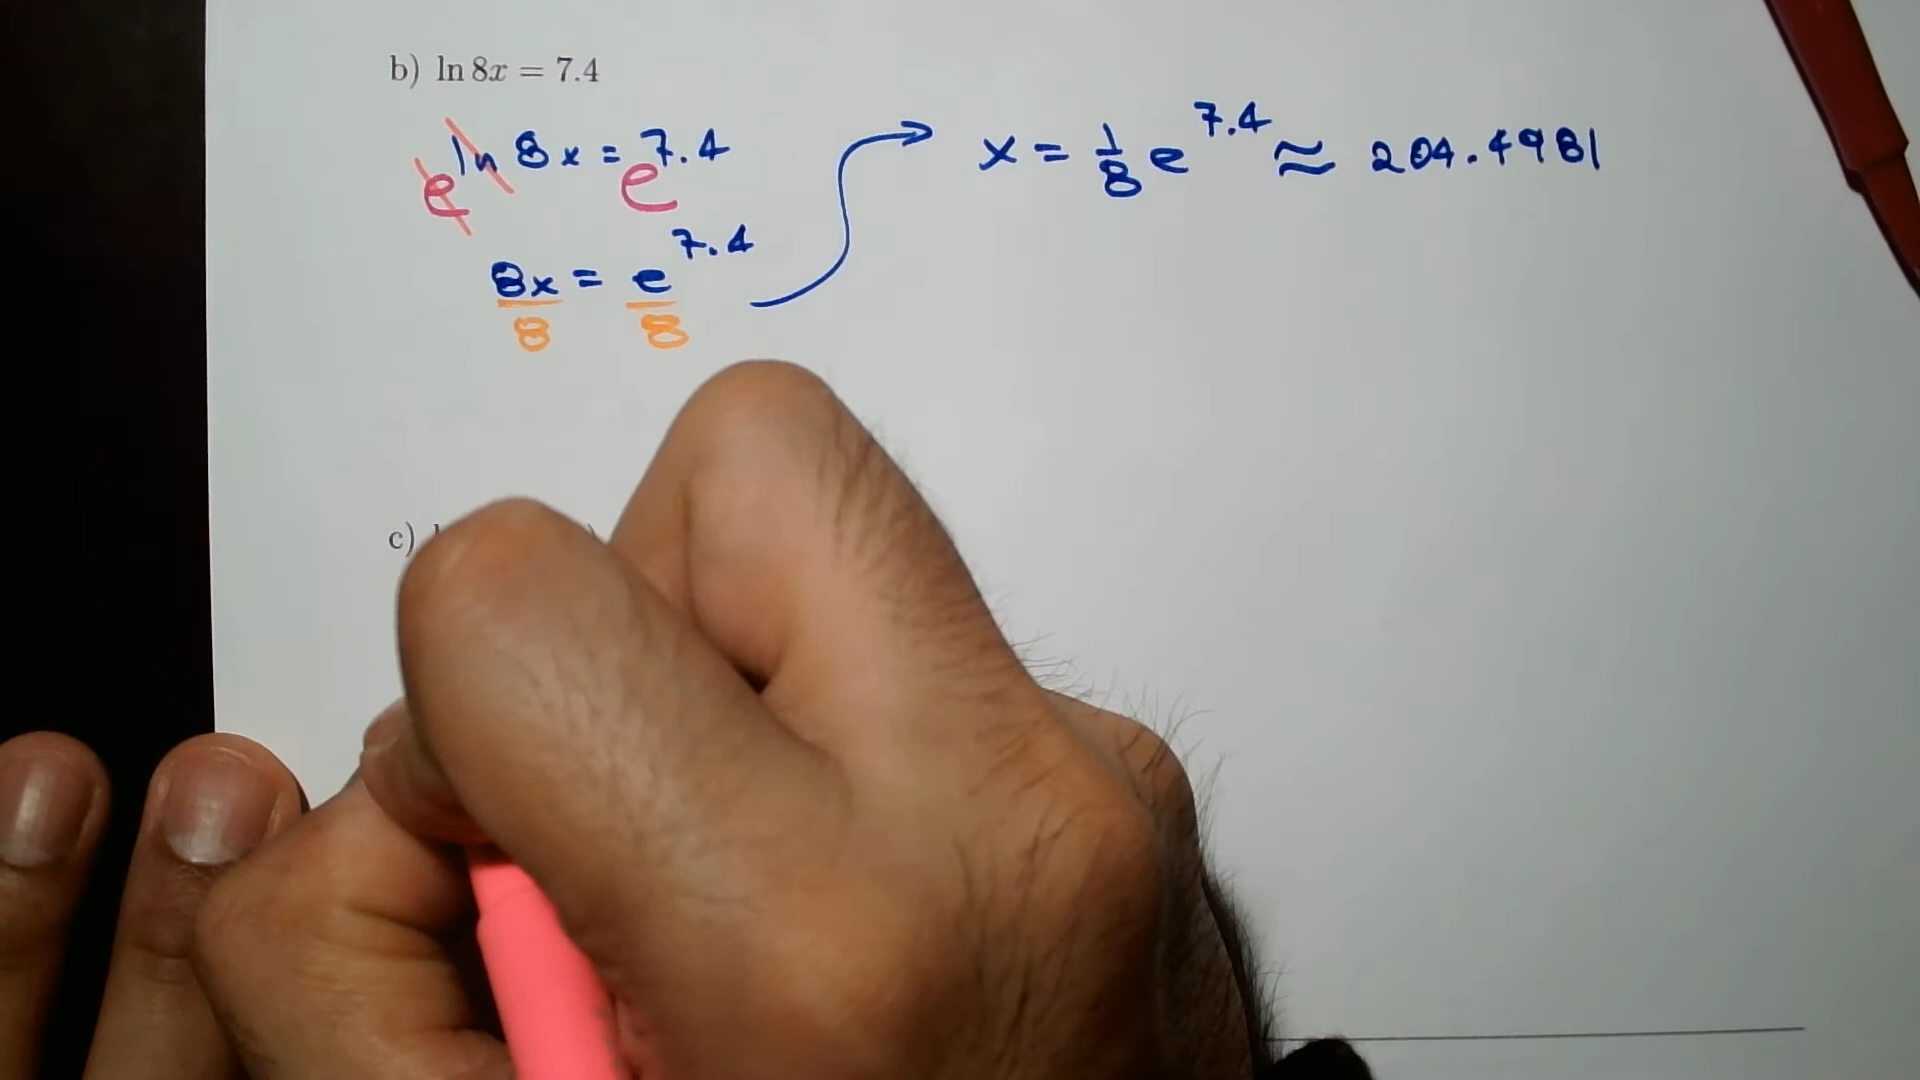 b) ln 8x = 7.4
e^ln 8x = e^7.4
8x/8 = e^7.4/8
x = 1/8 e^7.4 ≈ 204.4981
c)